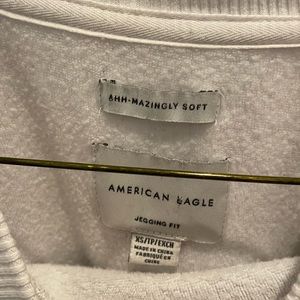 AHH-MAZINGLY SOFT
AMERICAN EAGLE
JEGGING FIT
XS/TP/EXCH
MADE IN CHINA
FABRIQUÉ EN
CHINE